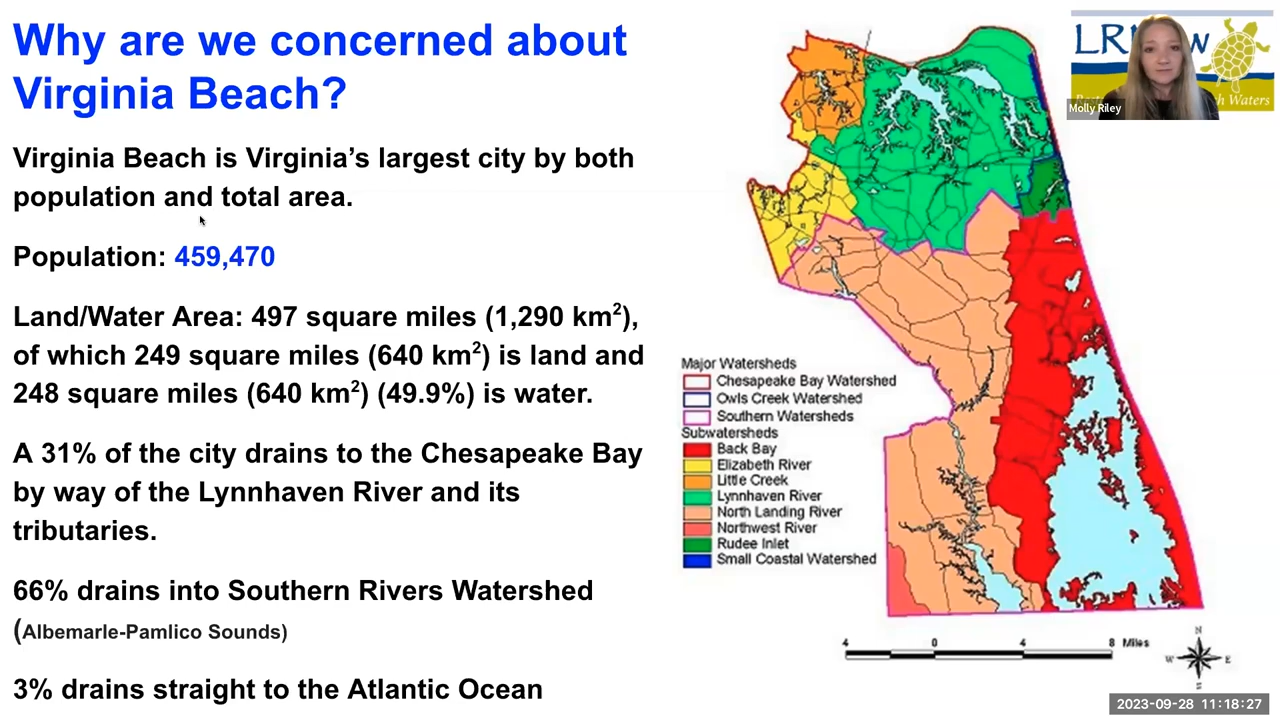 Why are we concerned about
Virginia Beach?
Virginia Beach is Virginia’s largest city by both
population and total area.
Population: 459,470
Land/Water Area: 497 square miles (1,290 km²),
of which 249 square miles (640 km²) is land and
248 square miles (640 km²) (49.9%) is water.
A 31% of the city drains to the Chesapeake Bay
by way of the Lynnhaven River and its
tributaries.
66% drains into Southern Rivers Watershed
(Albemarle-Pamlico Sounds)
3% drains straight to the Atlantic Ocean
Major Watersheds
Chesapeake Bay Watershed
Owls Creek Watershed
Southern Watersheds
Subwatersheds
Back Bay
Elizabeth River
Little Creek
Lynnhaven River
North Landing River
Northwest River
Rudee Inlet
Small Coastal Watershed
4 0 4 8 Miles
N
W E
S
Molly Riley
Waters
2023-09-28 11:18:27